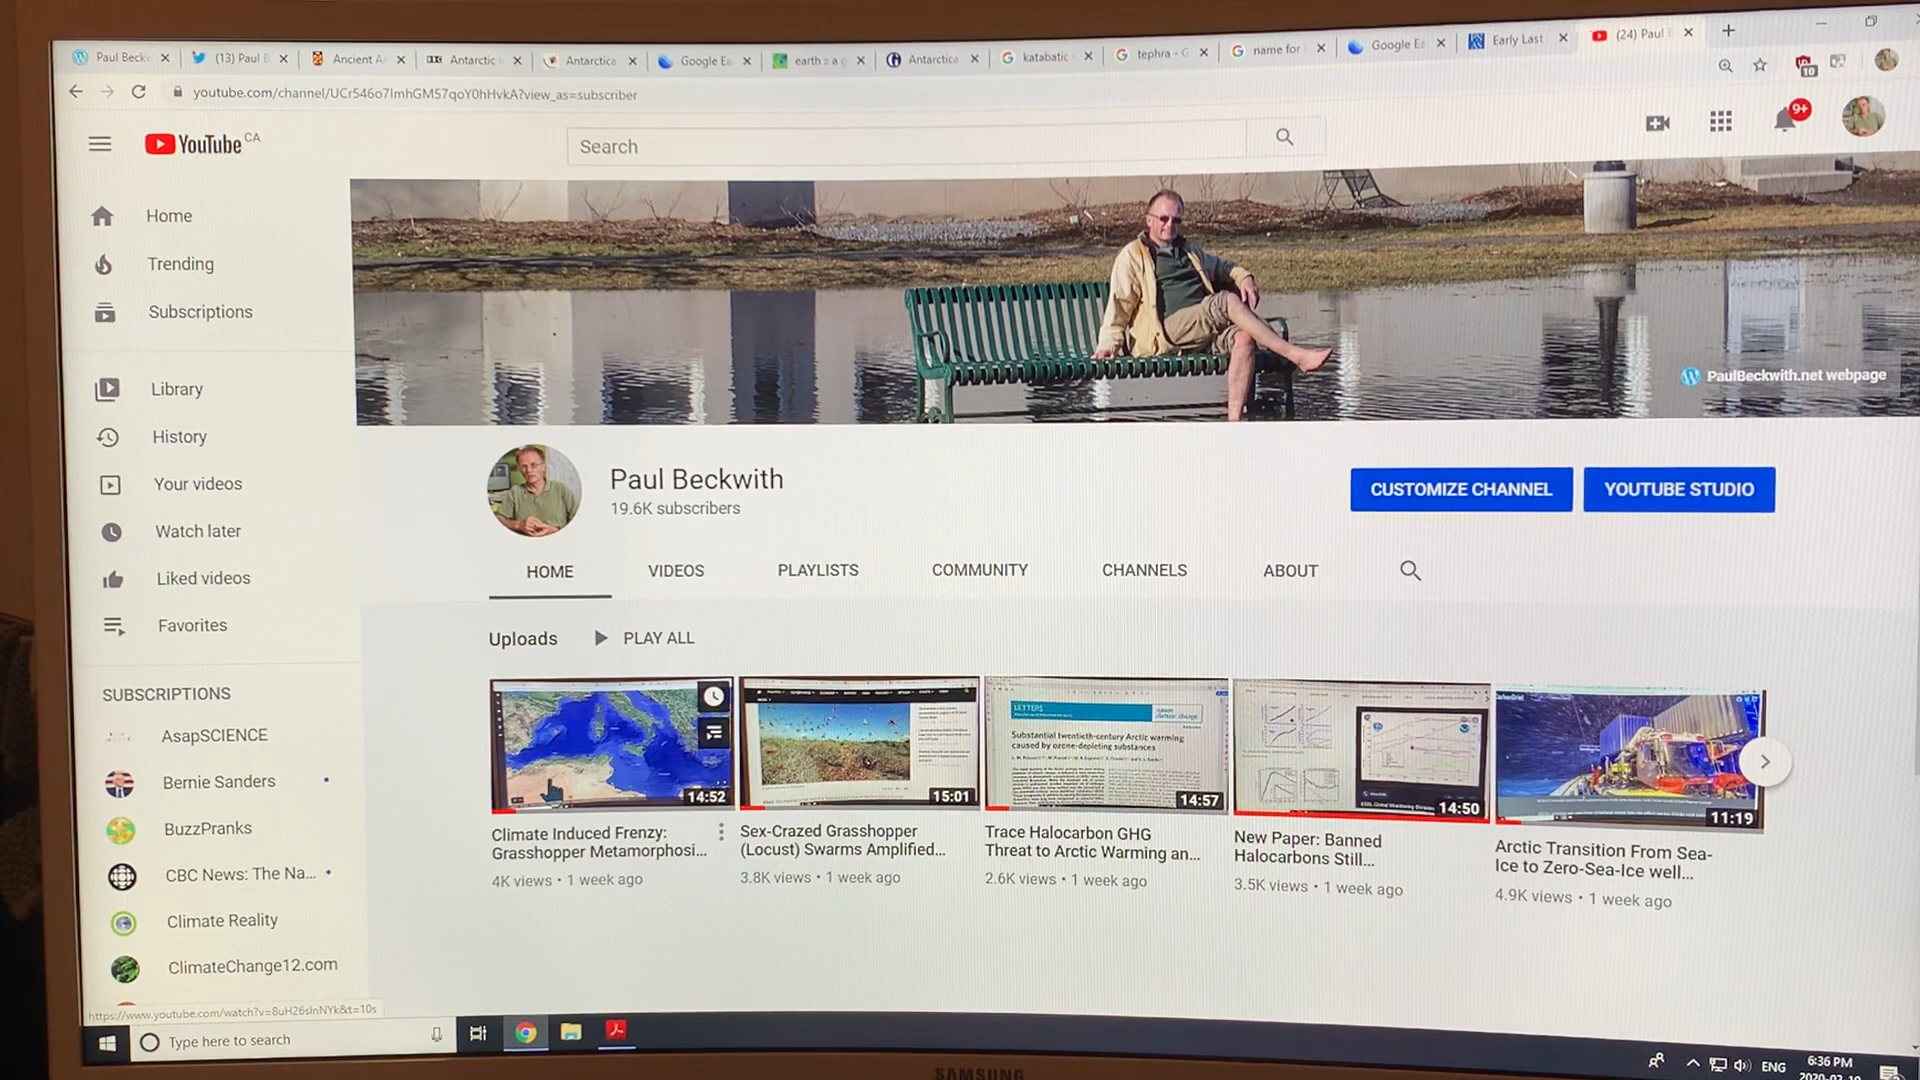 Paul Beck
(13) Paul B
Ancient A
Antarctic
Antarctica
Google Ea
earth :: a g
Antarctica
katabatic
tephra - G
name for
Google Ea
Early Last
(24) Paul B
youtube.com/channel/UCr546o7ImhGM57qoY0hHvkA?view_as=subscriber
10
YouTube CA
Search
9+
Home
Trending
Subscriptions
Library
History
Your videos
Watch later
Liked videos
Favorites
SUBSCRIPTIONS
AsapSCIENCE
Bernie Sanders
BuzzPranks
CBC News: The Na...
Climate Reality
ClimateChange12.com
PaulBeckwith.net webpage
Paul Beckwith
19.6K subscribers
CUSTOMIZE CHANNEL
YOUTUBE STUDIO
HOME
VIDEOS
PLAYLISTS
COMMUNITY
CHANNELS
ABOUT
Uploads
PLAY ALL
14:52
Climate Induced Frenzy:
Grasshopper Metamorphosi...
4K views • 1 week ago
15:01
Sex-Crazed Grasshopper
(Locust) Swarms Amplified...
3.8K views • 1 week ago
LETTERS
Substantial twentieth-century Arctic warming
caused by ozone-depleting substances
14:57
Trace Halocarbon GHG
Threat to Arctic Warming an...
2.6K views • 1 week ago
14:50
New Paper: Banned
Halocarbons Still...
3.5K views • 1 week ago
11:19
Arctic Transition From Sea-
Ice to Zero-Sea-Ice well...
4.9K views • 1 week ago
https://www.youtube.com/watch?v=8uH26sInNYk&t=10s
Type here to search
ENG
6:36 PM
2020-02-10
SAMSUNG